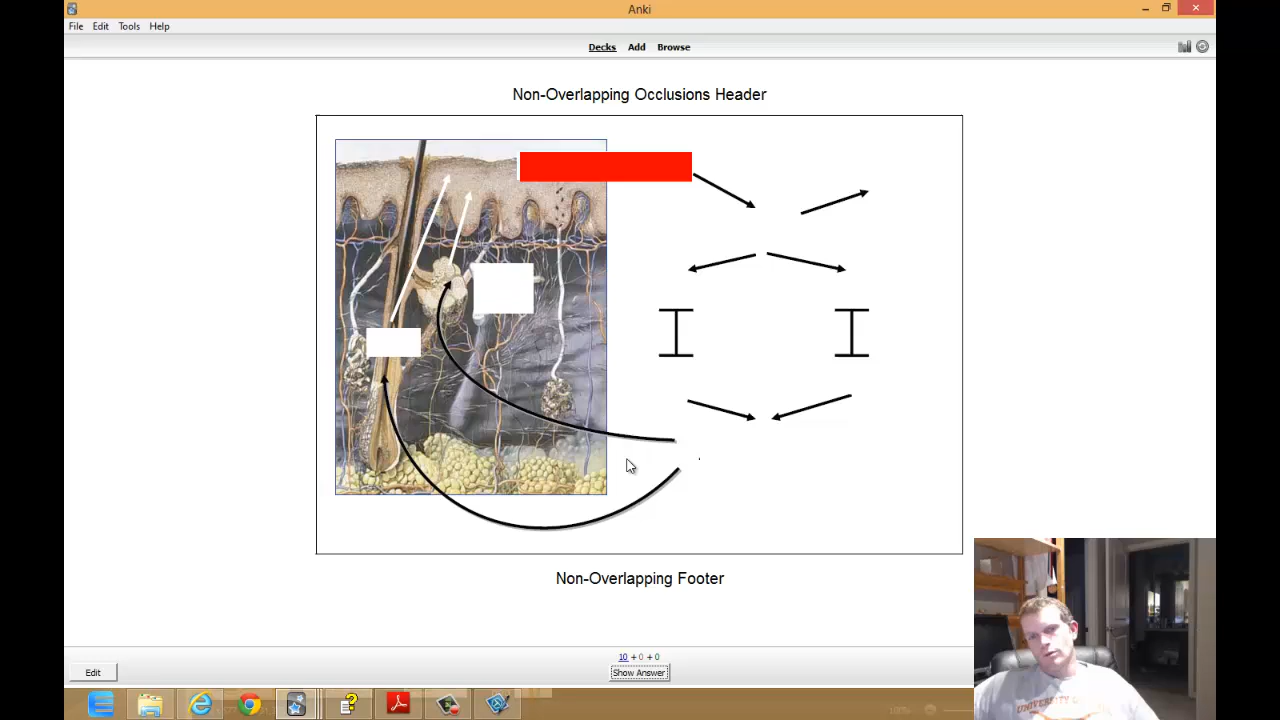 Anki
File Edit Tools Help
Decks Add Browse
Non-Overlapping Occlusions Header
Non-Overlapping Footer
10 + 0 + 0
Edit
Show Answer
100%